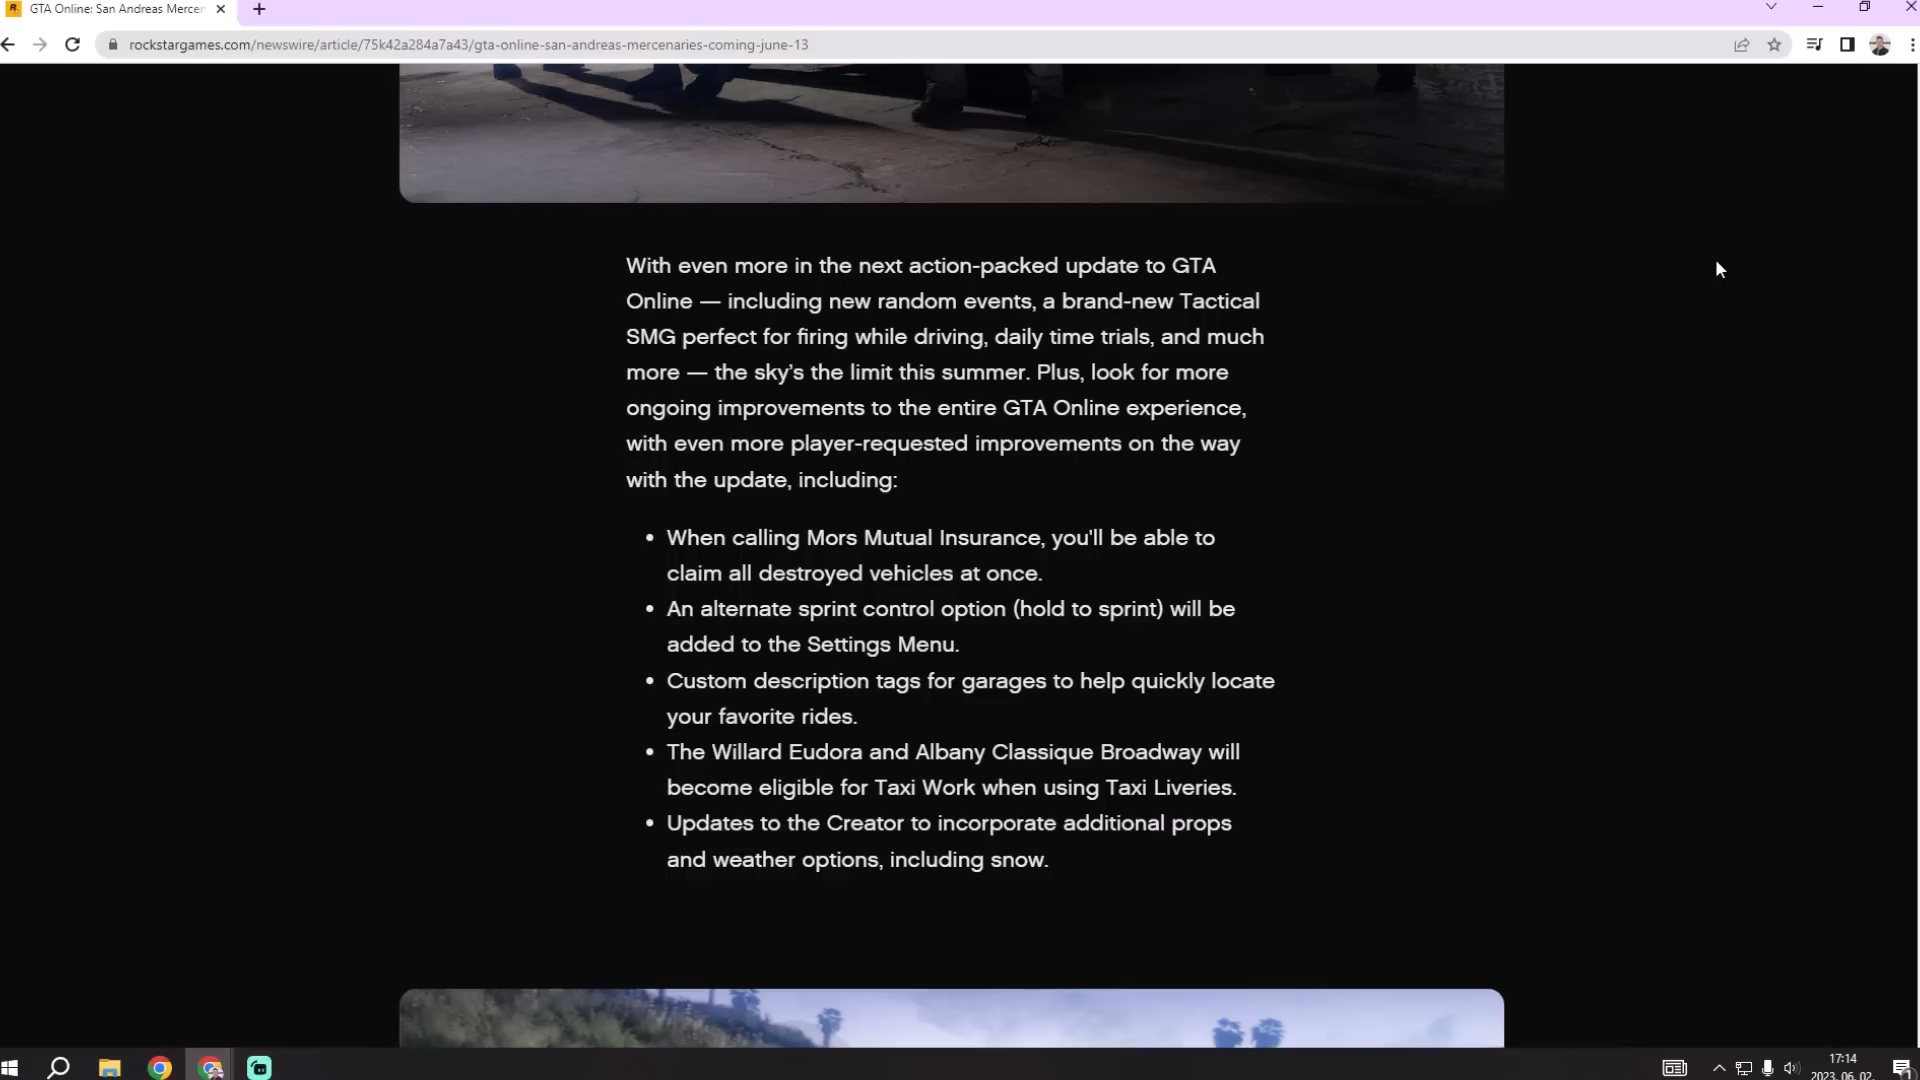 GTA Online: San Andreas Mercen
rockstargames.com/newswire/article/75k42a284a7a43/gta-online-san-andreas-mercenaries-coming-june-13
With even more in the next action-packed update to GTA
Online — including new random events, a brand-new Tactical
SMG perfect for firing while driving, daily time trials, and much
more — the sky's the limit this summer. Plus, look for more
ongoing improvements to the entire GTA Online experience,
with even more player-requested improvements on the way
with the update, including:
• When calling Mors Mutual Insurance, you'll be able to
claim all destroyed vehicles at once.
• An alternate sprint control option (hold to sprint) will be
added to the Settings Menu.
• Custom description tags for garages to help quickly locate
your favorite rides.
• The Willard Eudora and Albany Classique Broadway will
become eligible for Taxi Work when using Taxi Liveries.
• Updates to the Creator to incorporate additional props
and weather options, including snow.
17:14
2023. 06. 02.